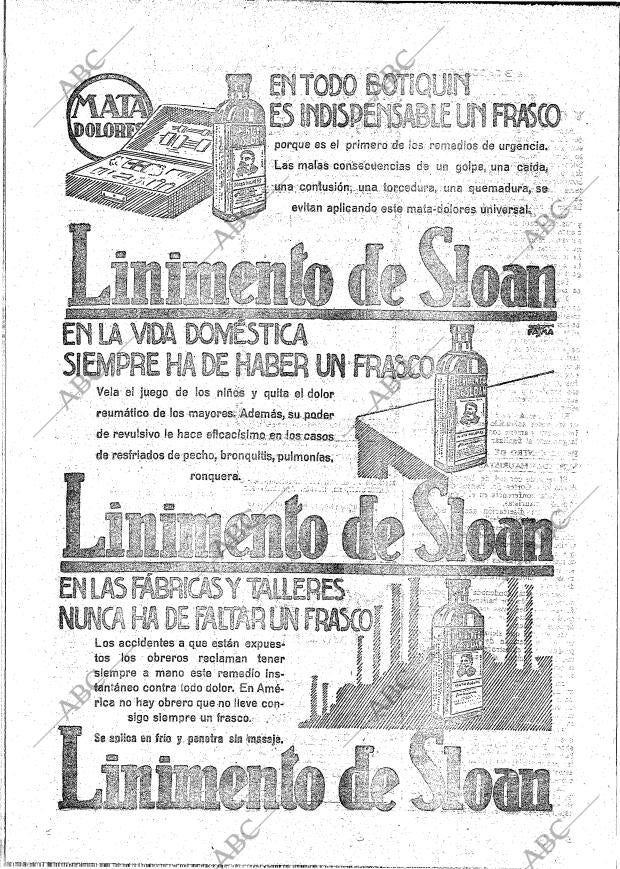 MATA
DOLORES
EN TODO BOTIQUIN
ES INDISPENSABLE UN FRASCO
porque es el primero de los remedios de urgencia.
Las malas consecuencias de un golpe, una caída,
una contusión, una torcedura, una quemadura, se
evitan aplicando este mata-dolores universal.
Linimento de Sloan
EN LA VIDA DOMÉSTICA
SIEMPRE HA DE HABER UN FRASCO
Vela el juego de los niños y quita el dolor
reumático de los mayores. Además, su poder
de revulsivo le hace eficacísimo en los casos
de resfriados de pecho, bronquitis, pulmonías,
ronquera.
Linimento de Sloan
EN LAS FÁBRICAS Y TALLERES
NUNCA HA DE FALTAR UN FRASCO
Los accidentes a que están expues-
tos los obreros reclaman tener
siempre a mano este remedio ins-
tantáneo contra todo dolor. En Amé-
rica no hay obrero que no lleve con-
sigo siempre un frasco.
Se aplica en frío y penetra sin masaje.
Linimento de Sloan